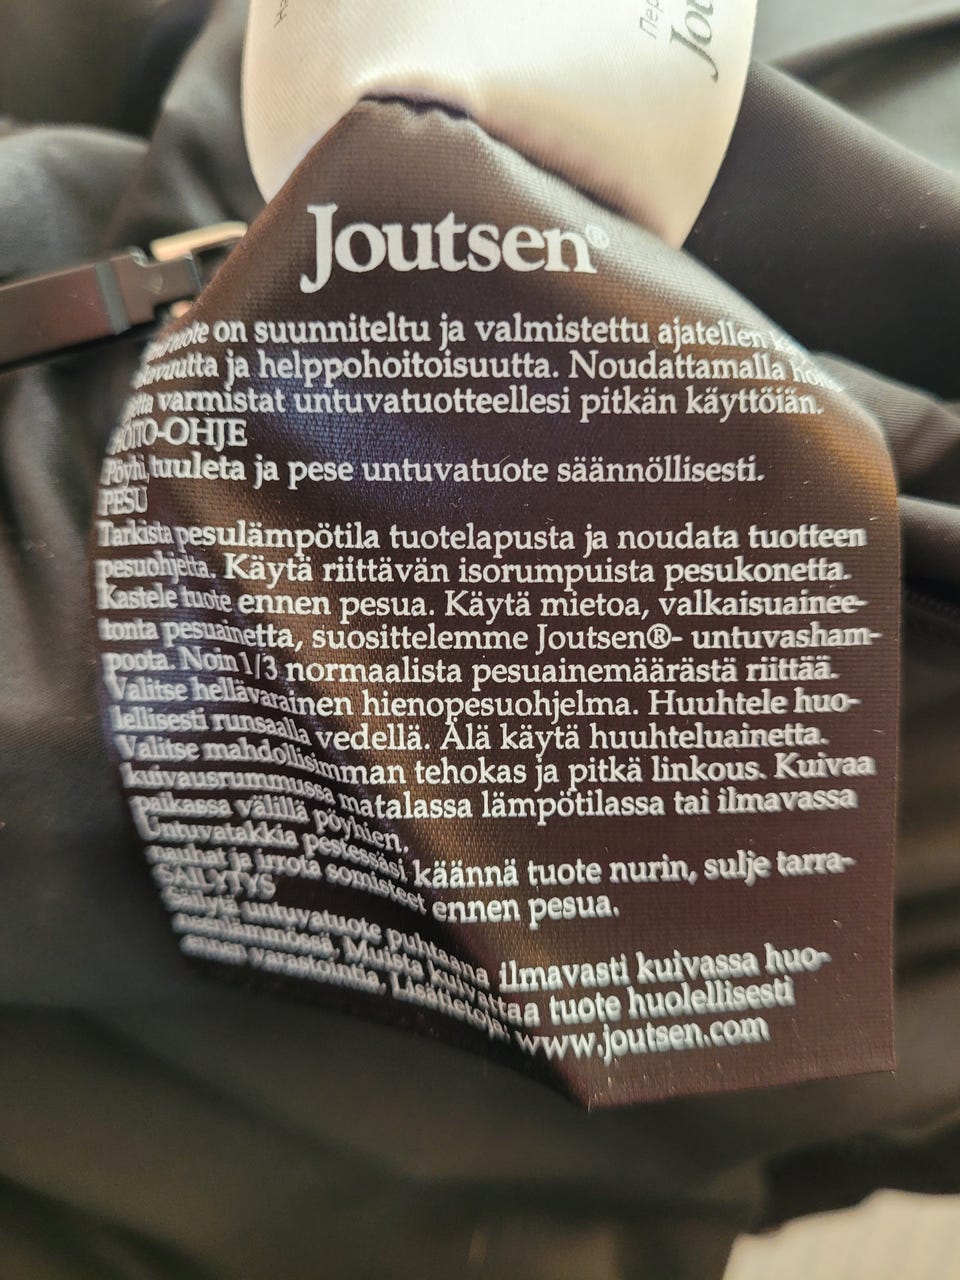 Joutsen®
on suunniteltu ja valmistettu ajatellen
ja helppohoitoisuutta. Noudattamalla
varmistat untuvatuotteellesi pitkän käyttöiän.
HOITO-OHJE
Pöyhi, tuuleta ja pese untuvatuote säännöllisesti.
PESU
Tarkista pesulämpötila tuotelapusta ja noudata tuotteen
pesuohjetta. Käytä riittävän isorumpuista pesukonetta.
Kastele tuote ennen pesua. Käytä mietoa, valkaisuainee-
tonta pesuainetta, suosittelemme Joutsen®- untuvasham-
poota. Noin 1/3 normaalista pesuainemäärästä riittää.
Valitse hellävarainen hienopesuohjelma. Huuhtele huo-
lellisesti runsaalla vedellä. Älä käytä huuhteluainetta.
Valitse mahdollisimman tehokas ja pitkä linkous. Kuivaa
kuivausrummussa matalassa lämpötilassa tai ilmavassa
paikassa välillä pöyhien.
Untuvatakkia pestessäsi käännä tuote nurin, sulje tarra-
nauhat ja irrota somisteet ennen pesua.
SÄILYTYS
Säilytä untuvatuote puhtaana ilmavasti kuivassa huo-
neenlämmössä. Muista kuivattaa tuote huolellisesti
ennen varastointia. Lisätietoja: www.joutsen.com